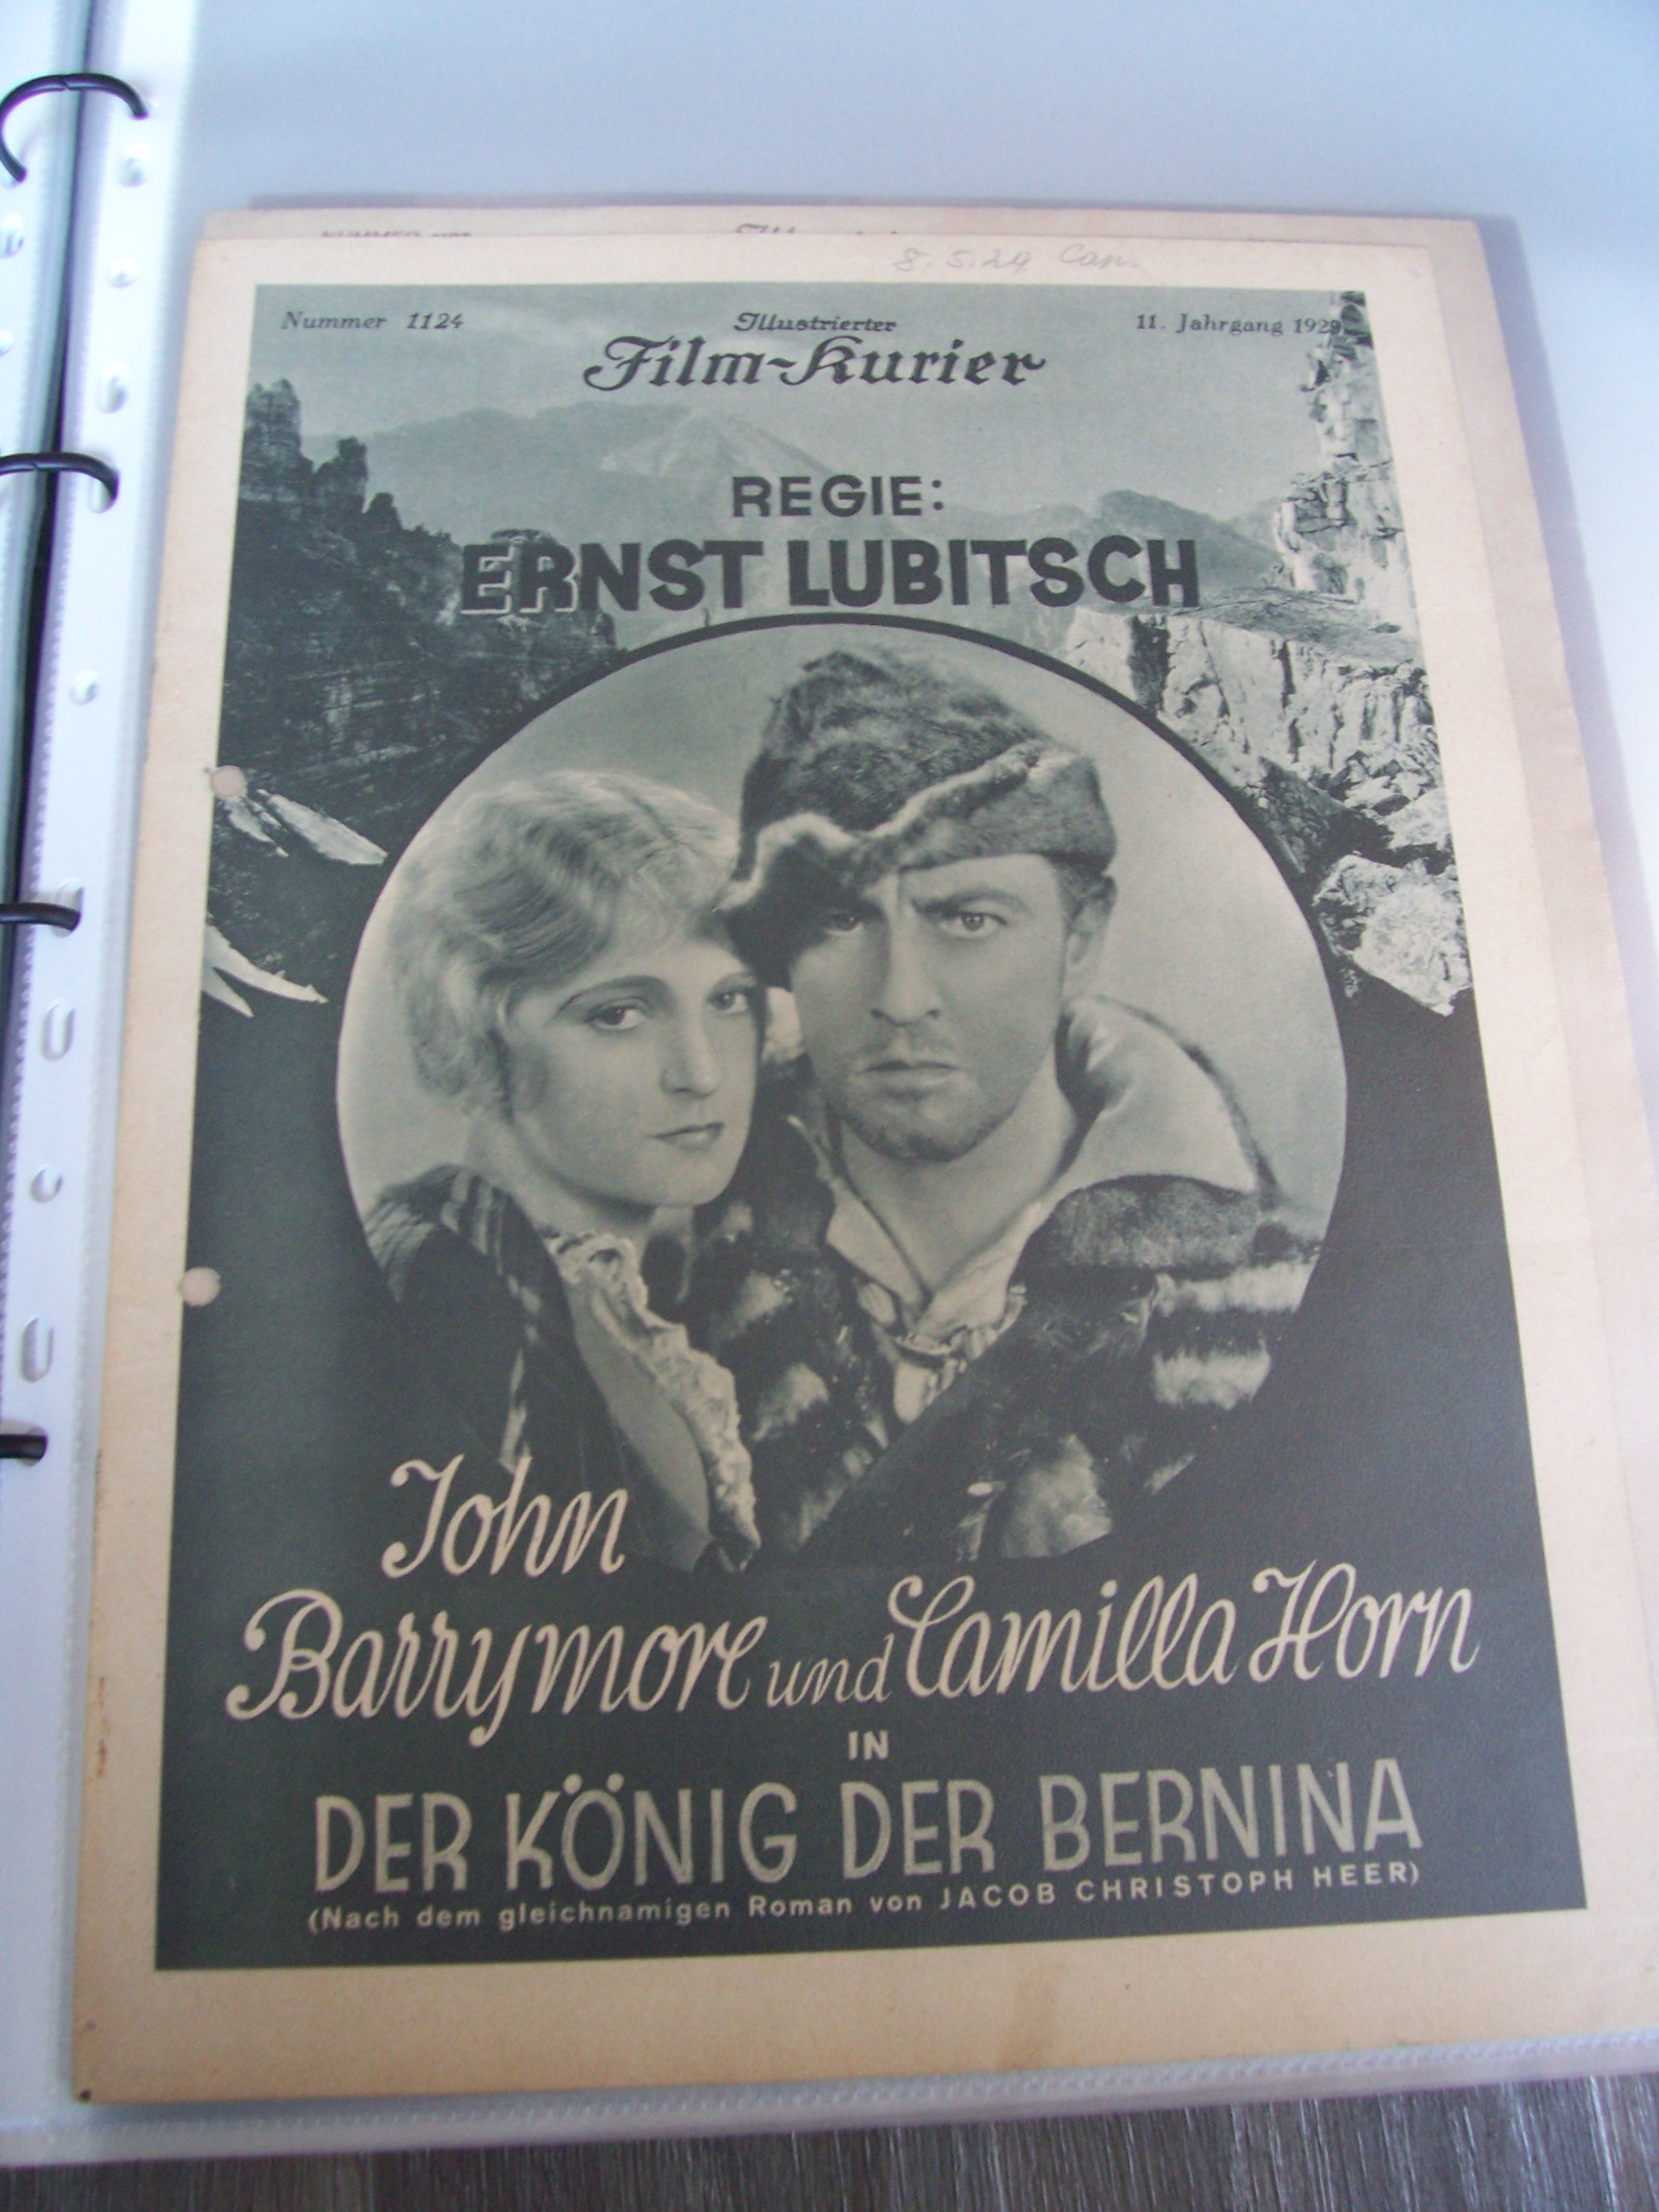 8. 5. 29
Nummer 1124
Illustrierter
11. Jahrgang 1929
Film-Kurier
REGIE:
ERNST LUBITSCH
John
Barrymore und Camilla Horn
IN
DER KÖNIG DER BERNINA
(Nach dem gleichnamigen Roman von JACOB CHRISTOPH HEER)